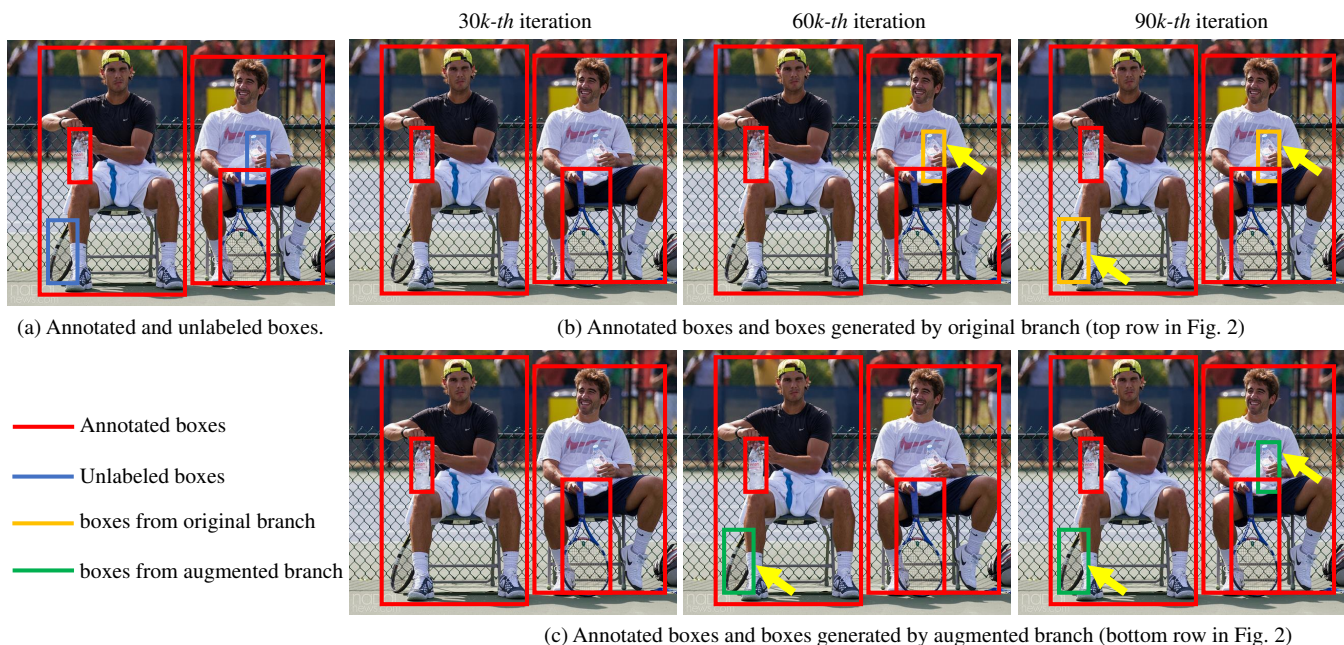 30k-th iteration
60k-th iteration
90k-th iteration
(a) Annotated and unlabeled boxes.
(b) Annotated boxes and boxes generated by original branch (top row in Fig. 2)
Annotated boxes
Unlabeled boxes
boxes from original branch
boxes from augmented branch
(c) Annotated boxes and boxes generated by augmented branch (bottom row in Fig. 2)